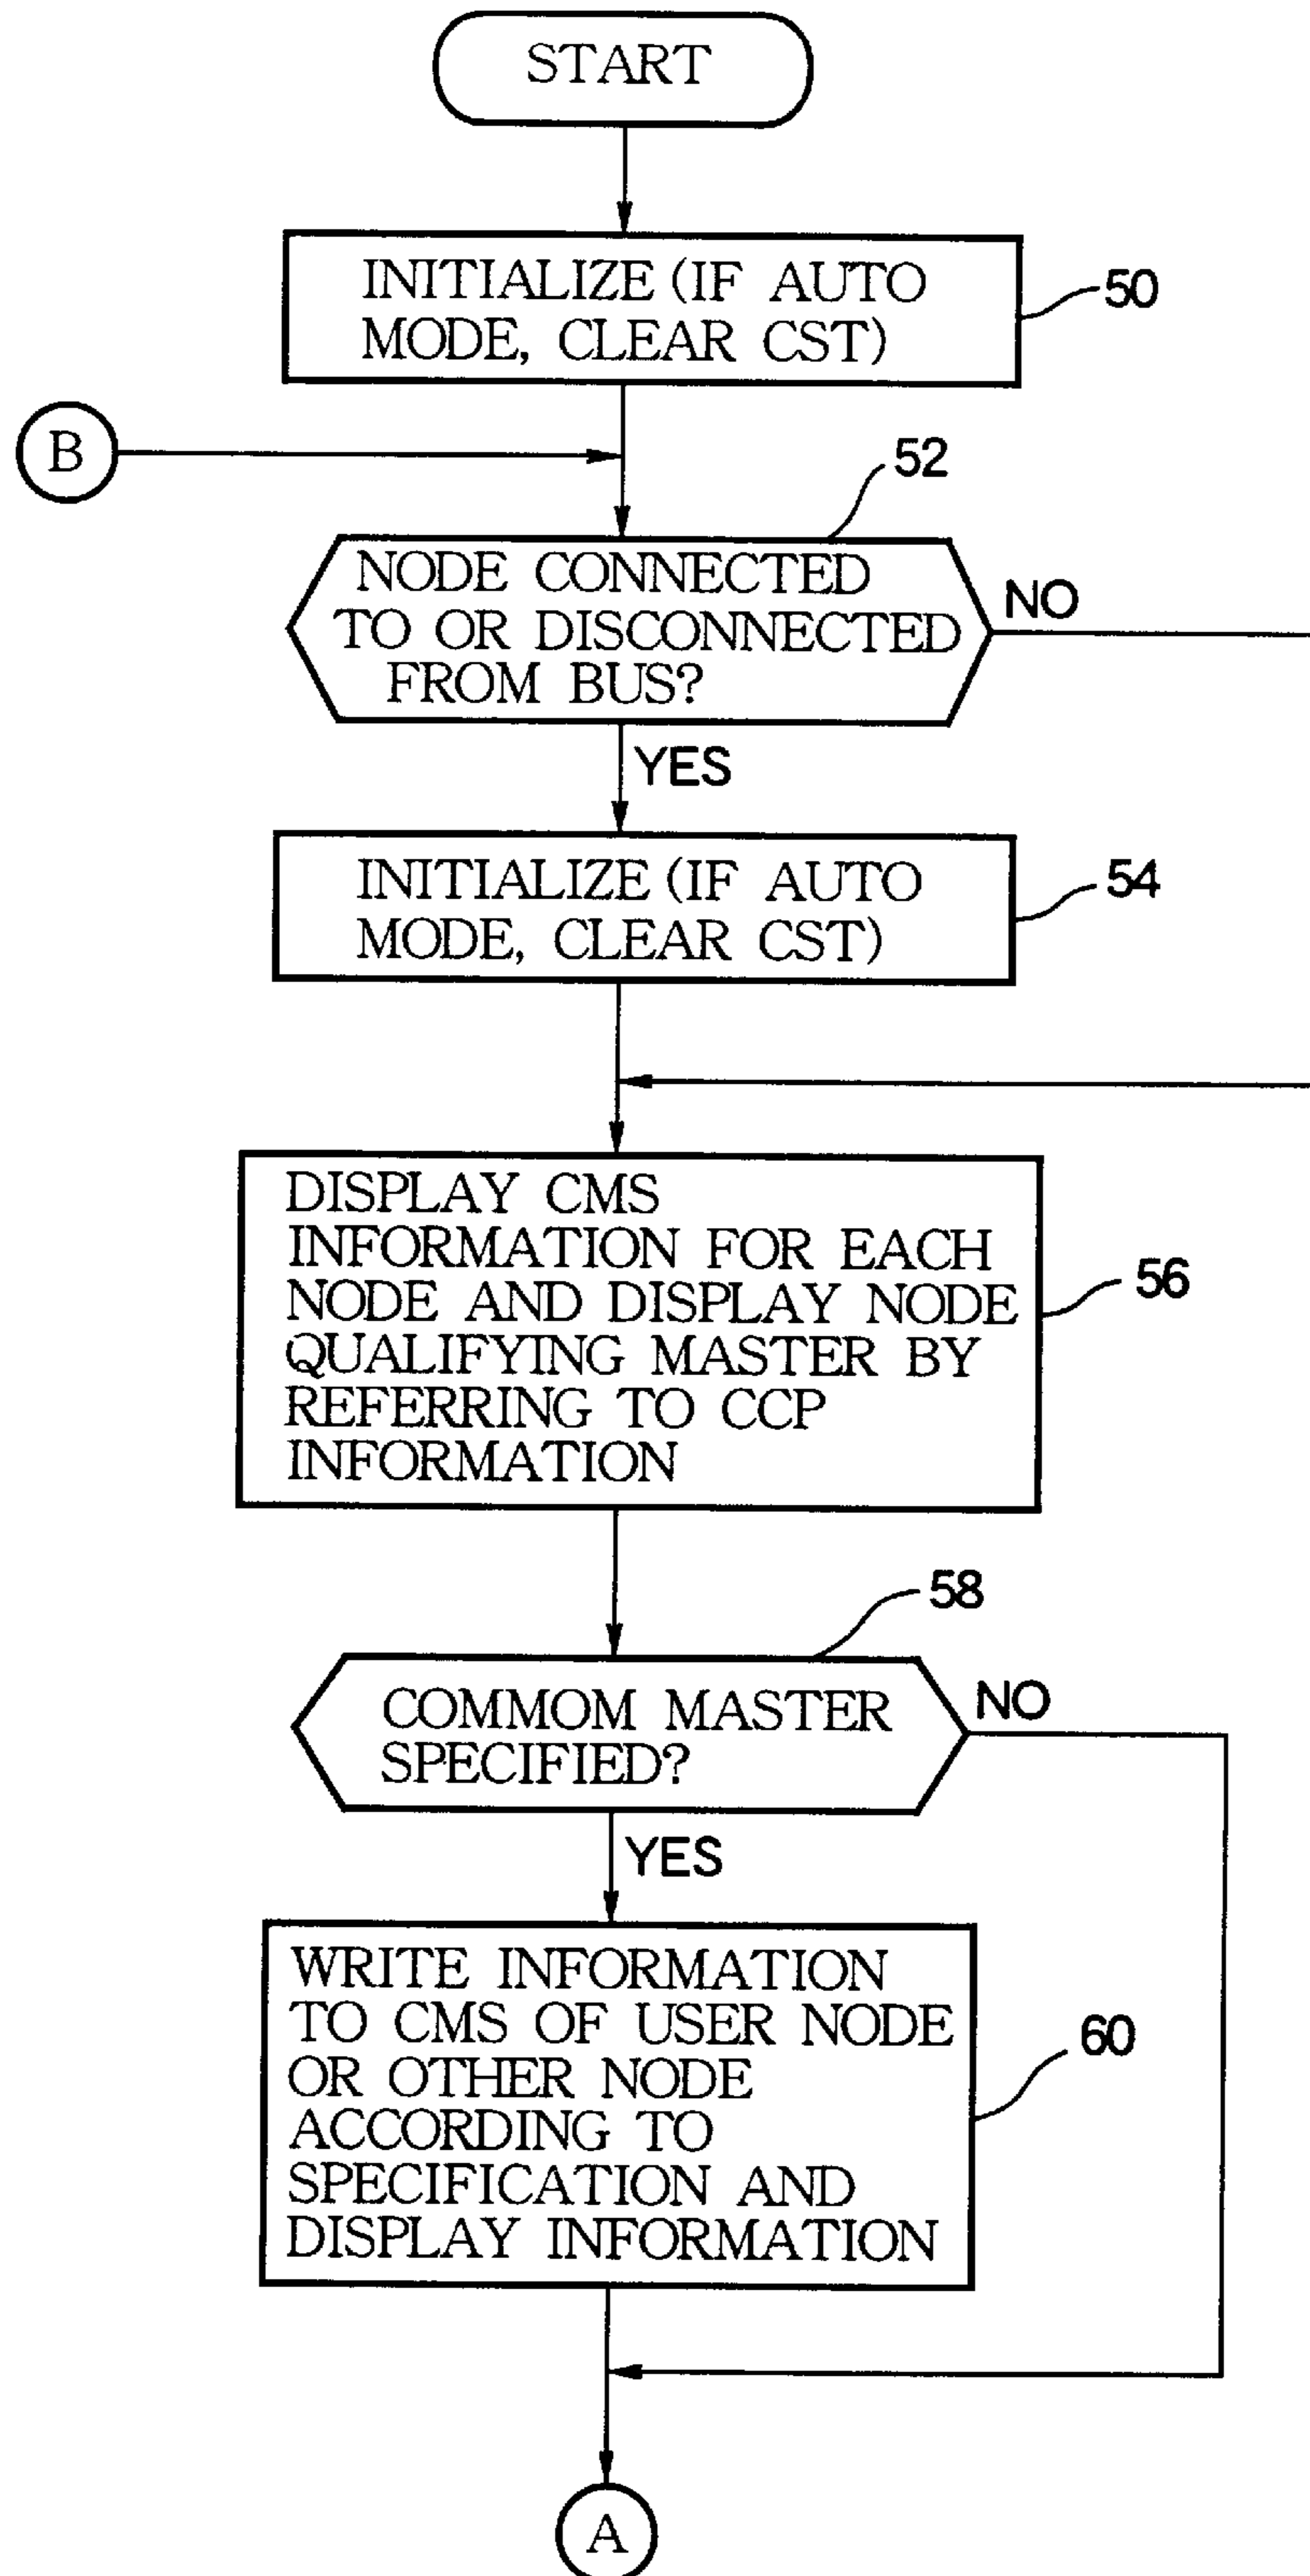 START
INITIALIZE (IF AUTO
MODE, CLEAR CST)
50
B
52
NODE CONNECTED
TO OR DISCONNECTED
FROM BUS?
NO
YES
INITIALIZE (IF AUTO
MODE, CLEAR CST)
54
DISPLAY CMS
INFORMATION FOR EACH
NODE AND DISPLAY NODE
QUALIFYING MASTER BY
REFERRING TO CCP
INFORMATION
56
58
COMMOM MASTER
SPECIFIED?
NO
YES
WRITE INFORMATION
TO CMS OF USER NODE
OR OTHER NODE
ACCORDING TO
SPECIFICATION AND
DISPLAY INFORMATION
60
A